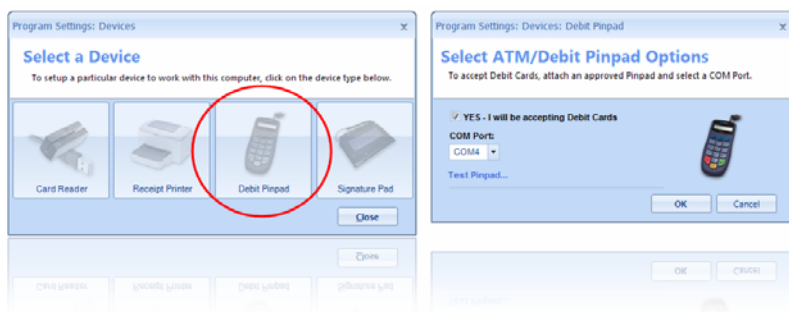 Program Settings: Devices x
Select a Device
To setup a particular device to work with this computer, click on the device type below.
Card Reader Receipt Printer Debit Pinpad Signature Pad
Close
Program Settings: Devices: Debit Pinpad x
Select ATM/Debit Pinpad Options
To accept Debit Cards, attach an approved Pinpad and select a COM Port.
YES - I will be accepting Debit Cards
COM Port:
COM4
Test Pinpad...
OK Cancel